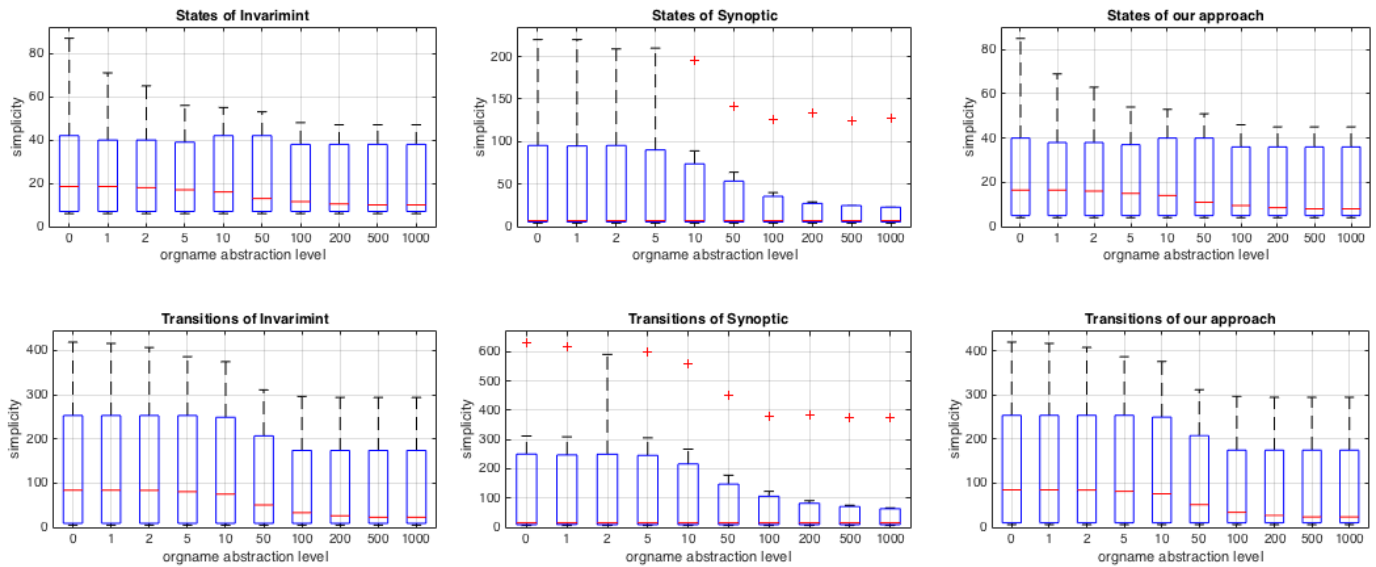 States of Invarimint
simplicity
80
60
40
20
0
0 1 2 5 10 50 100 200 500 1000
orgname abstraction level
States of Synoptic
simplicity
200
150
100
50
0
0 1 2 5 10 50 100 200 500 1000
orgname abstraction level
States of our approach
simplicity
80
60
40
20
0
0 1 2 5 10 50 100 200 500 1000
orgname abstraction level
Transitions of Invarimint
simplicity
400
300
200
100
0
0 1 2 5 10 50 100 200 500 1000
orgname abstraction level
Transitions of Synoptic
simplicity
600
500
400
300
200
100
0
0 1 2 5 10 50 100 200 500 1000
orgname abstraction level
Transitions of our approach
simplicity
400
300
200
100
0
0 1 2 5 10 50 100 200 500 1000
orgname abstraction level